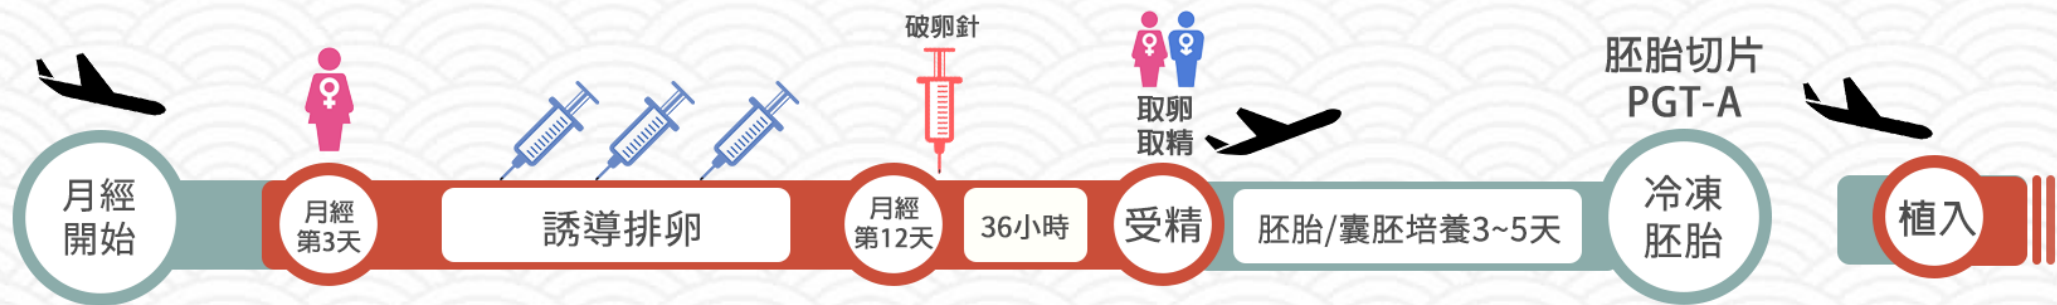 月經
開始
月經
第3天
誘導排卵
月經
第12天
破卵針
36小時
取卵
取精
受精
胚胎/囊胚培養3~5天
胚胎切片
PGT-A
冷凍
胚胎
植入